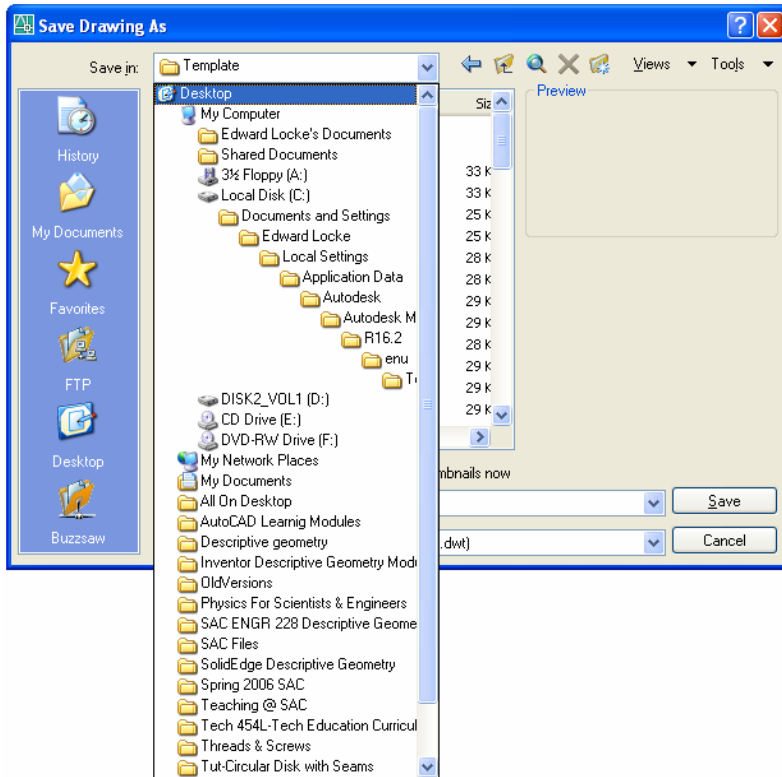 Save Drawing As
Save in:
Template
Views
Tools
History
My Documents
Favorites
FTP
Desktop
Buzzsaw
Desktop
My Computer
Edward Locke's Documents
Shared Documents
3½ Floppy (A:)
Local Disk (C:)
Documents and Settings
Edward Locke
Local Settings
Application Data
Autodesk
Autodesk M
R16.2
enu
DISK2_VOL1 (D:)
CD Drive (E:)
DVD-RW Drive (F:)
My Network Places
My Documents
All On Desktop
AutoCAD Learnig Modules
Descriptive geometry
Inventor Descriptive Geometry Modu
OldVersions
Physics For Scientists & Engineers
SAC ENGR 228 Descriptive Geome
SAC Files
SolidEdge Descriptive Geometry
Spring 2006 SAC
Teaching @ SAC
Tech 454L-Tech Education Curricul
Threads & Screws
Tut-Circular Disk with Seams
Siz
33 K
33 K
25 K
25 K
28 K
28 K
29 K
29 K
28 K
29 K
29 K
29 K
Preview
mbnails now
.dwt)
Save
Cancel